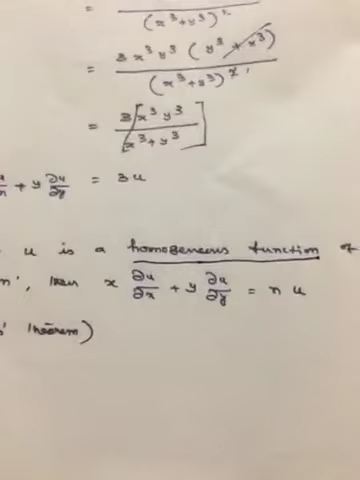 =
(x³+y³)²
= 3x³y³ (y³ + x³)
(x³+y³)²
= 3[x³y³]
[x³+y³]
+ y ∂u/∂y = 3u
u is a homogeneous function of
n', then x ∂u/∂x + y ∂u/∂y = n u
s' theorem)